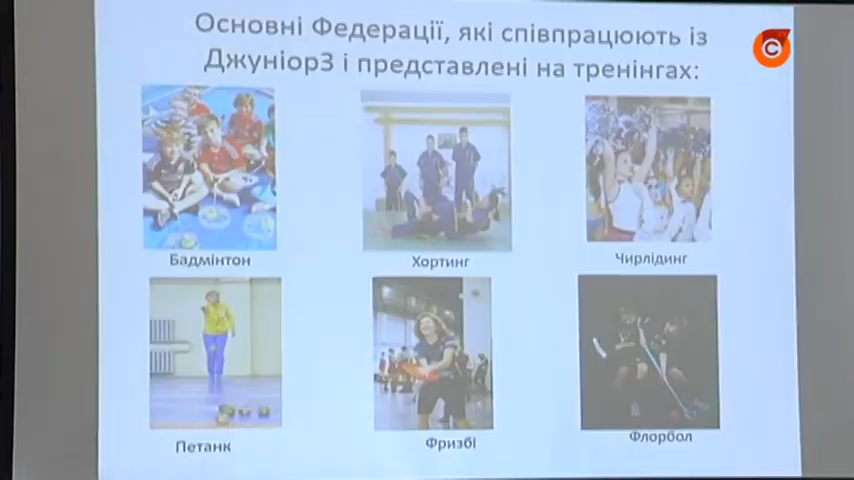 Основні Федерації, які співпрацюють із
ДжуніорЗ і представлені на тренінгах:
Бадмінтон
Хортинг
Чирлідинг
Петанк
Фризбі
Флорбол